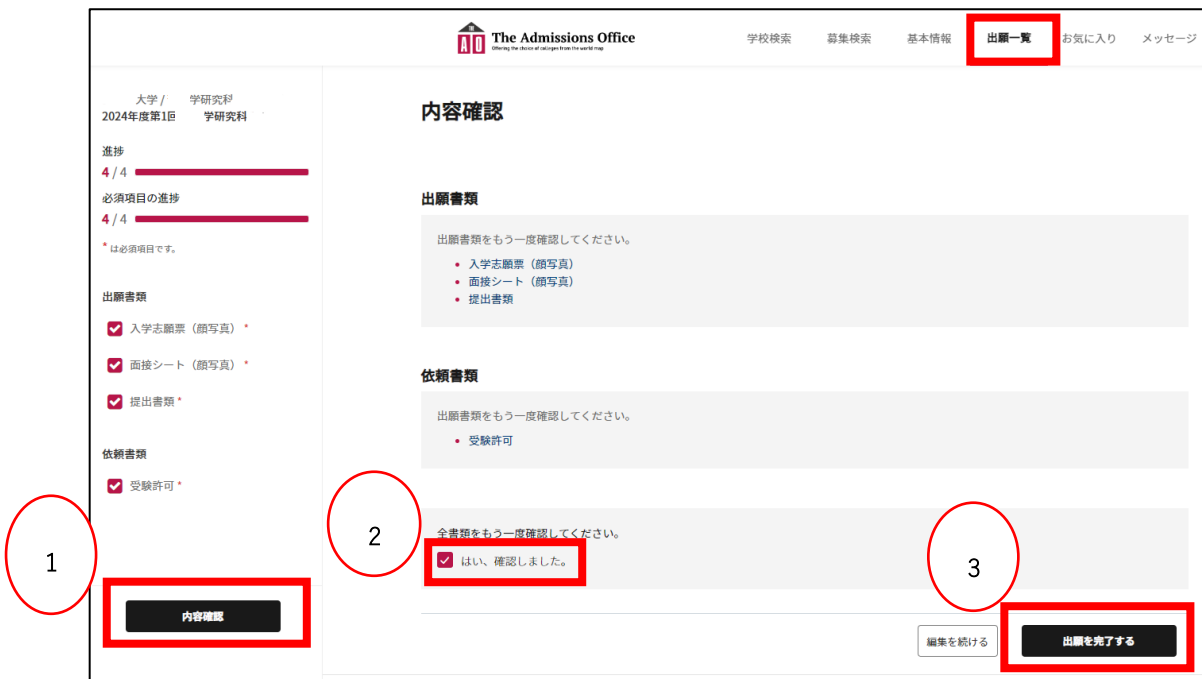 The Admissions Office
Offering the choice of colleges from the world map
学校検索
募集検索
基本情報
出願一覧
お気に入り
メッセージ
大学 / 学研究科
2024年度第1回 学研究科
進捗
4 / 4
必須項目の進捗
4 / 4
* は必須項目です。
出願書類
入学志願票（顔写真） *
面接シート（顔写真） *
提出書類 *
依頼書類
受験許可 *
1
内容確認
内容確認
出願書類
出願書類をもう一度確認してください。
• 入学志願票（顔写真）
• 面接シート（顔写真）
• 提出書類
依頼書類
出願書類をもう一度確認してください。
• 受験許可
2
全書類をもう一度確認してください。
はい、確認しました。
3
編集を続ける
出願を完了する